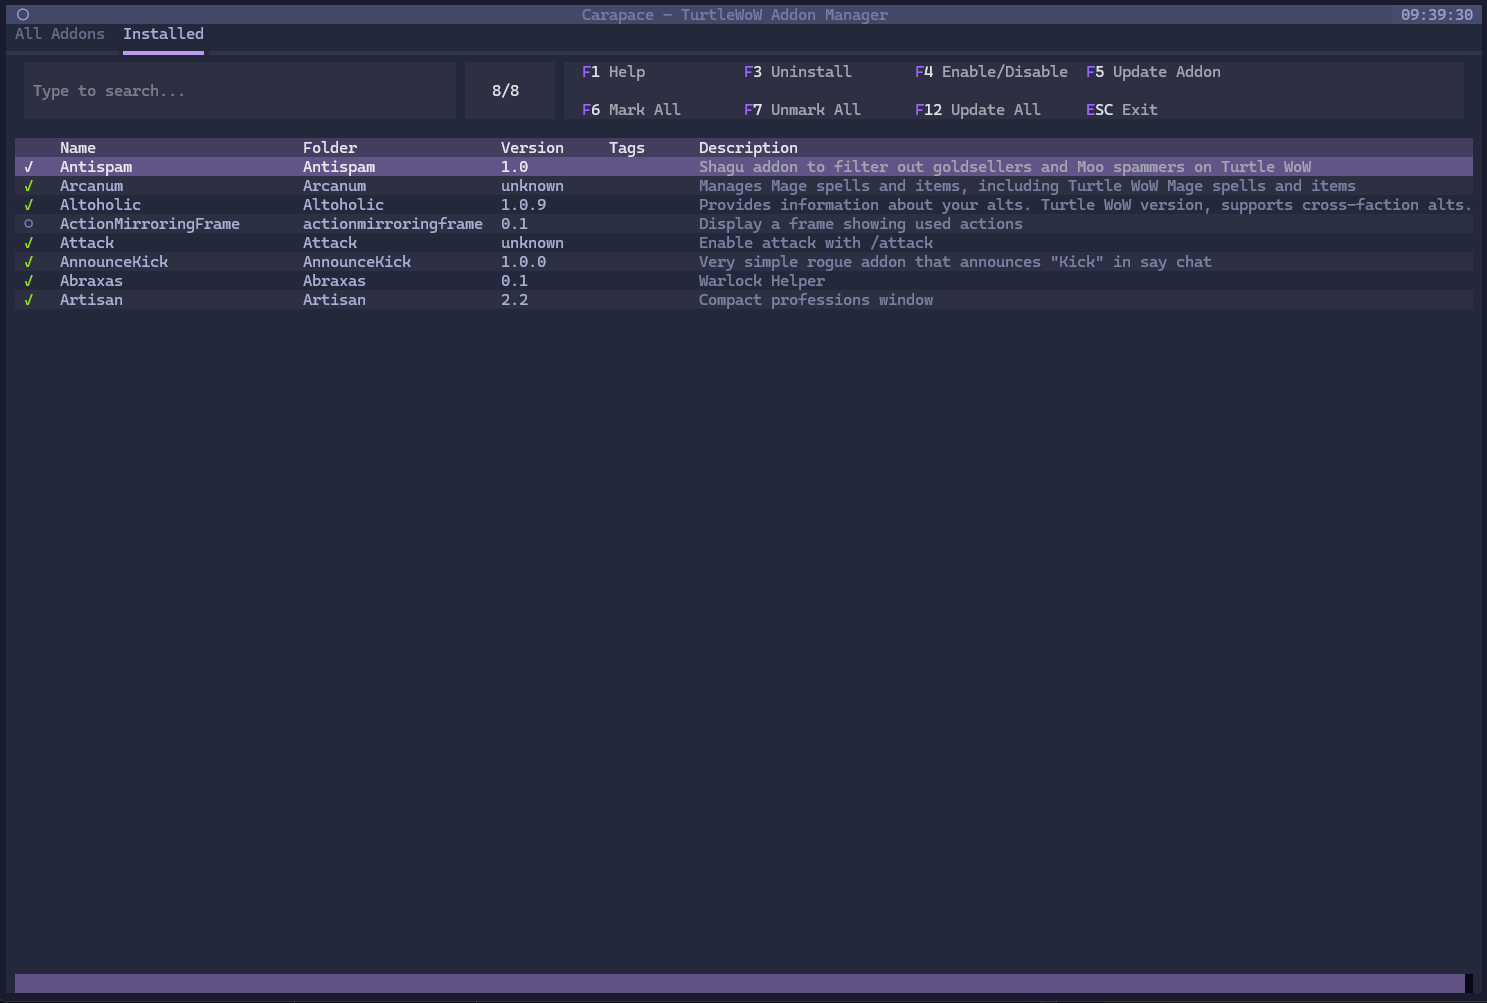 Carapace — TurtleWoW Addon Manager 09:39:30
All Addons Installed
Type to search... 8/8
F1 Help F3 Uninstall F4 Enable/Disable F5 Update Addon
F6 Mark All F7 Unmark All F12 Update All ESC Exit
Name Folder Version Tags Description
✓ Antispam Antispam 1.0 Shagu addon to filter out goldsellers and Moo spammers on Turtle WoW
✓ Arcanum Arcanum unknown Manages Mage spells and items, including Turtle WoW Mage spells and items
✓ Altoholic Altoholic 1.0.9 Provides information about your alts. Turtle WoW version, supports cross-faction alts.
○ ActionMirroringFrame actionmirroringframe 0.1 Display a frame showing used actions
✓ Attack Attack unknown Enable attack with /attack
✓ AnnounceKick AnnounceKick 1.0.0 Very simple rogue addon that announces "Kick" in say chat
✓ Abraxas Abraxas 0.1 Warlock Helper
✓ Artisan Artisan 2.2 Compact professions window